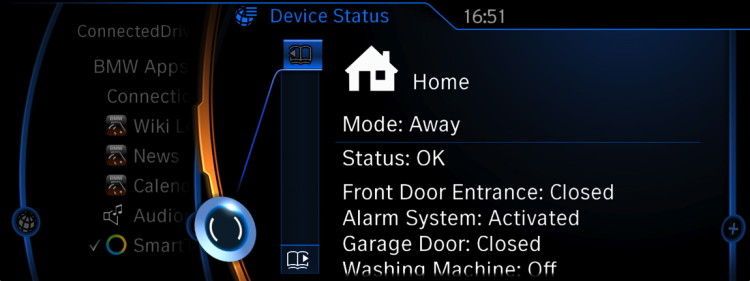 Device Status
16:51
ConnectedDriv
BMW Apps
Connectio
Wiki L
News
Calend
Audio
Smart
Home
Mode: Away
Status: OK
Front Door Entrance: Closed
Alarm System: Activated
Garage Door: Closed
Washing Machine: Off